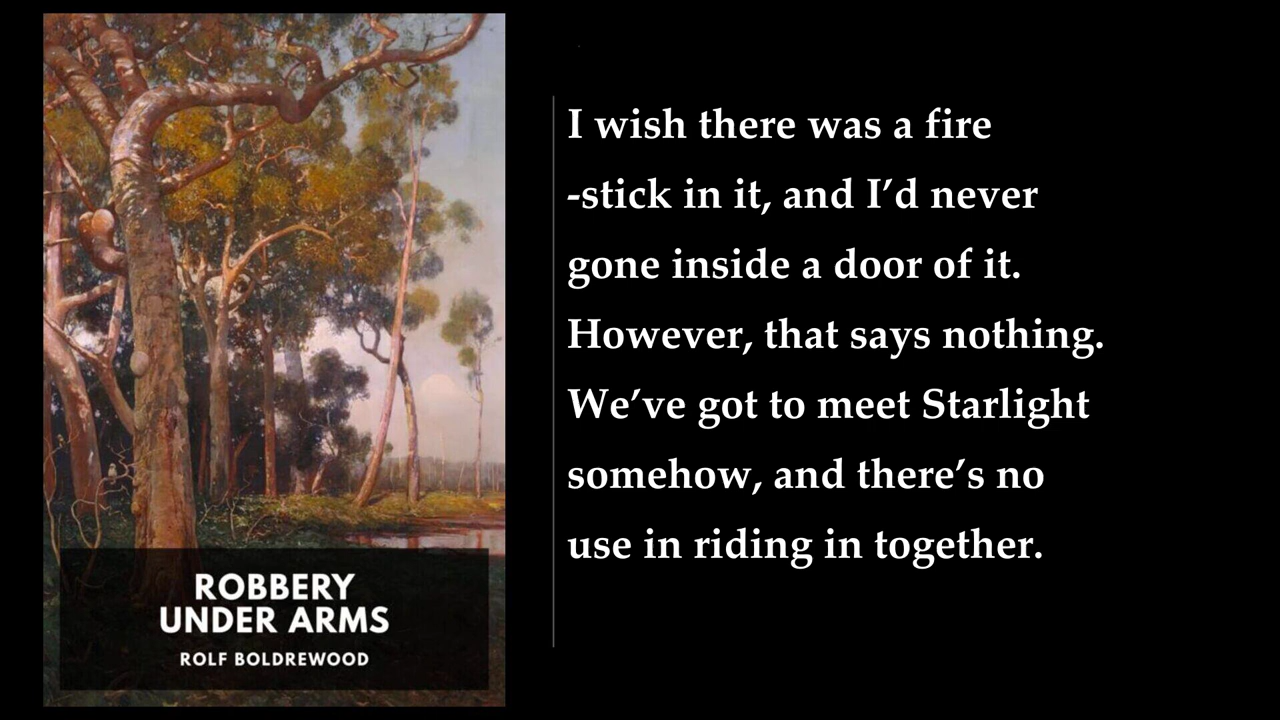 ROBBERY
UNDER ARMS
ROLF BOLDREWOOD
I wish there was a fire
-stick in it, and I’d never
gone inside a door of it.
However, that says nothing.
We’ve got to meet Starlight
somehow, and there’s no
use in riding in together.